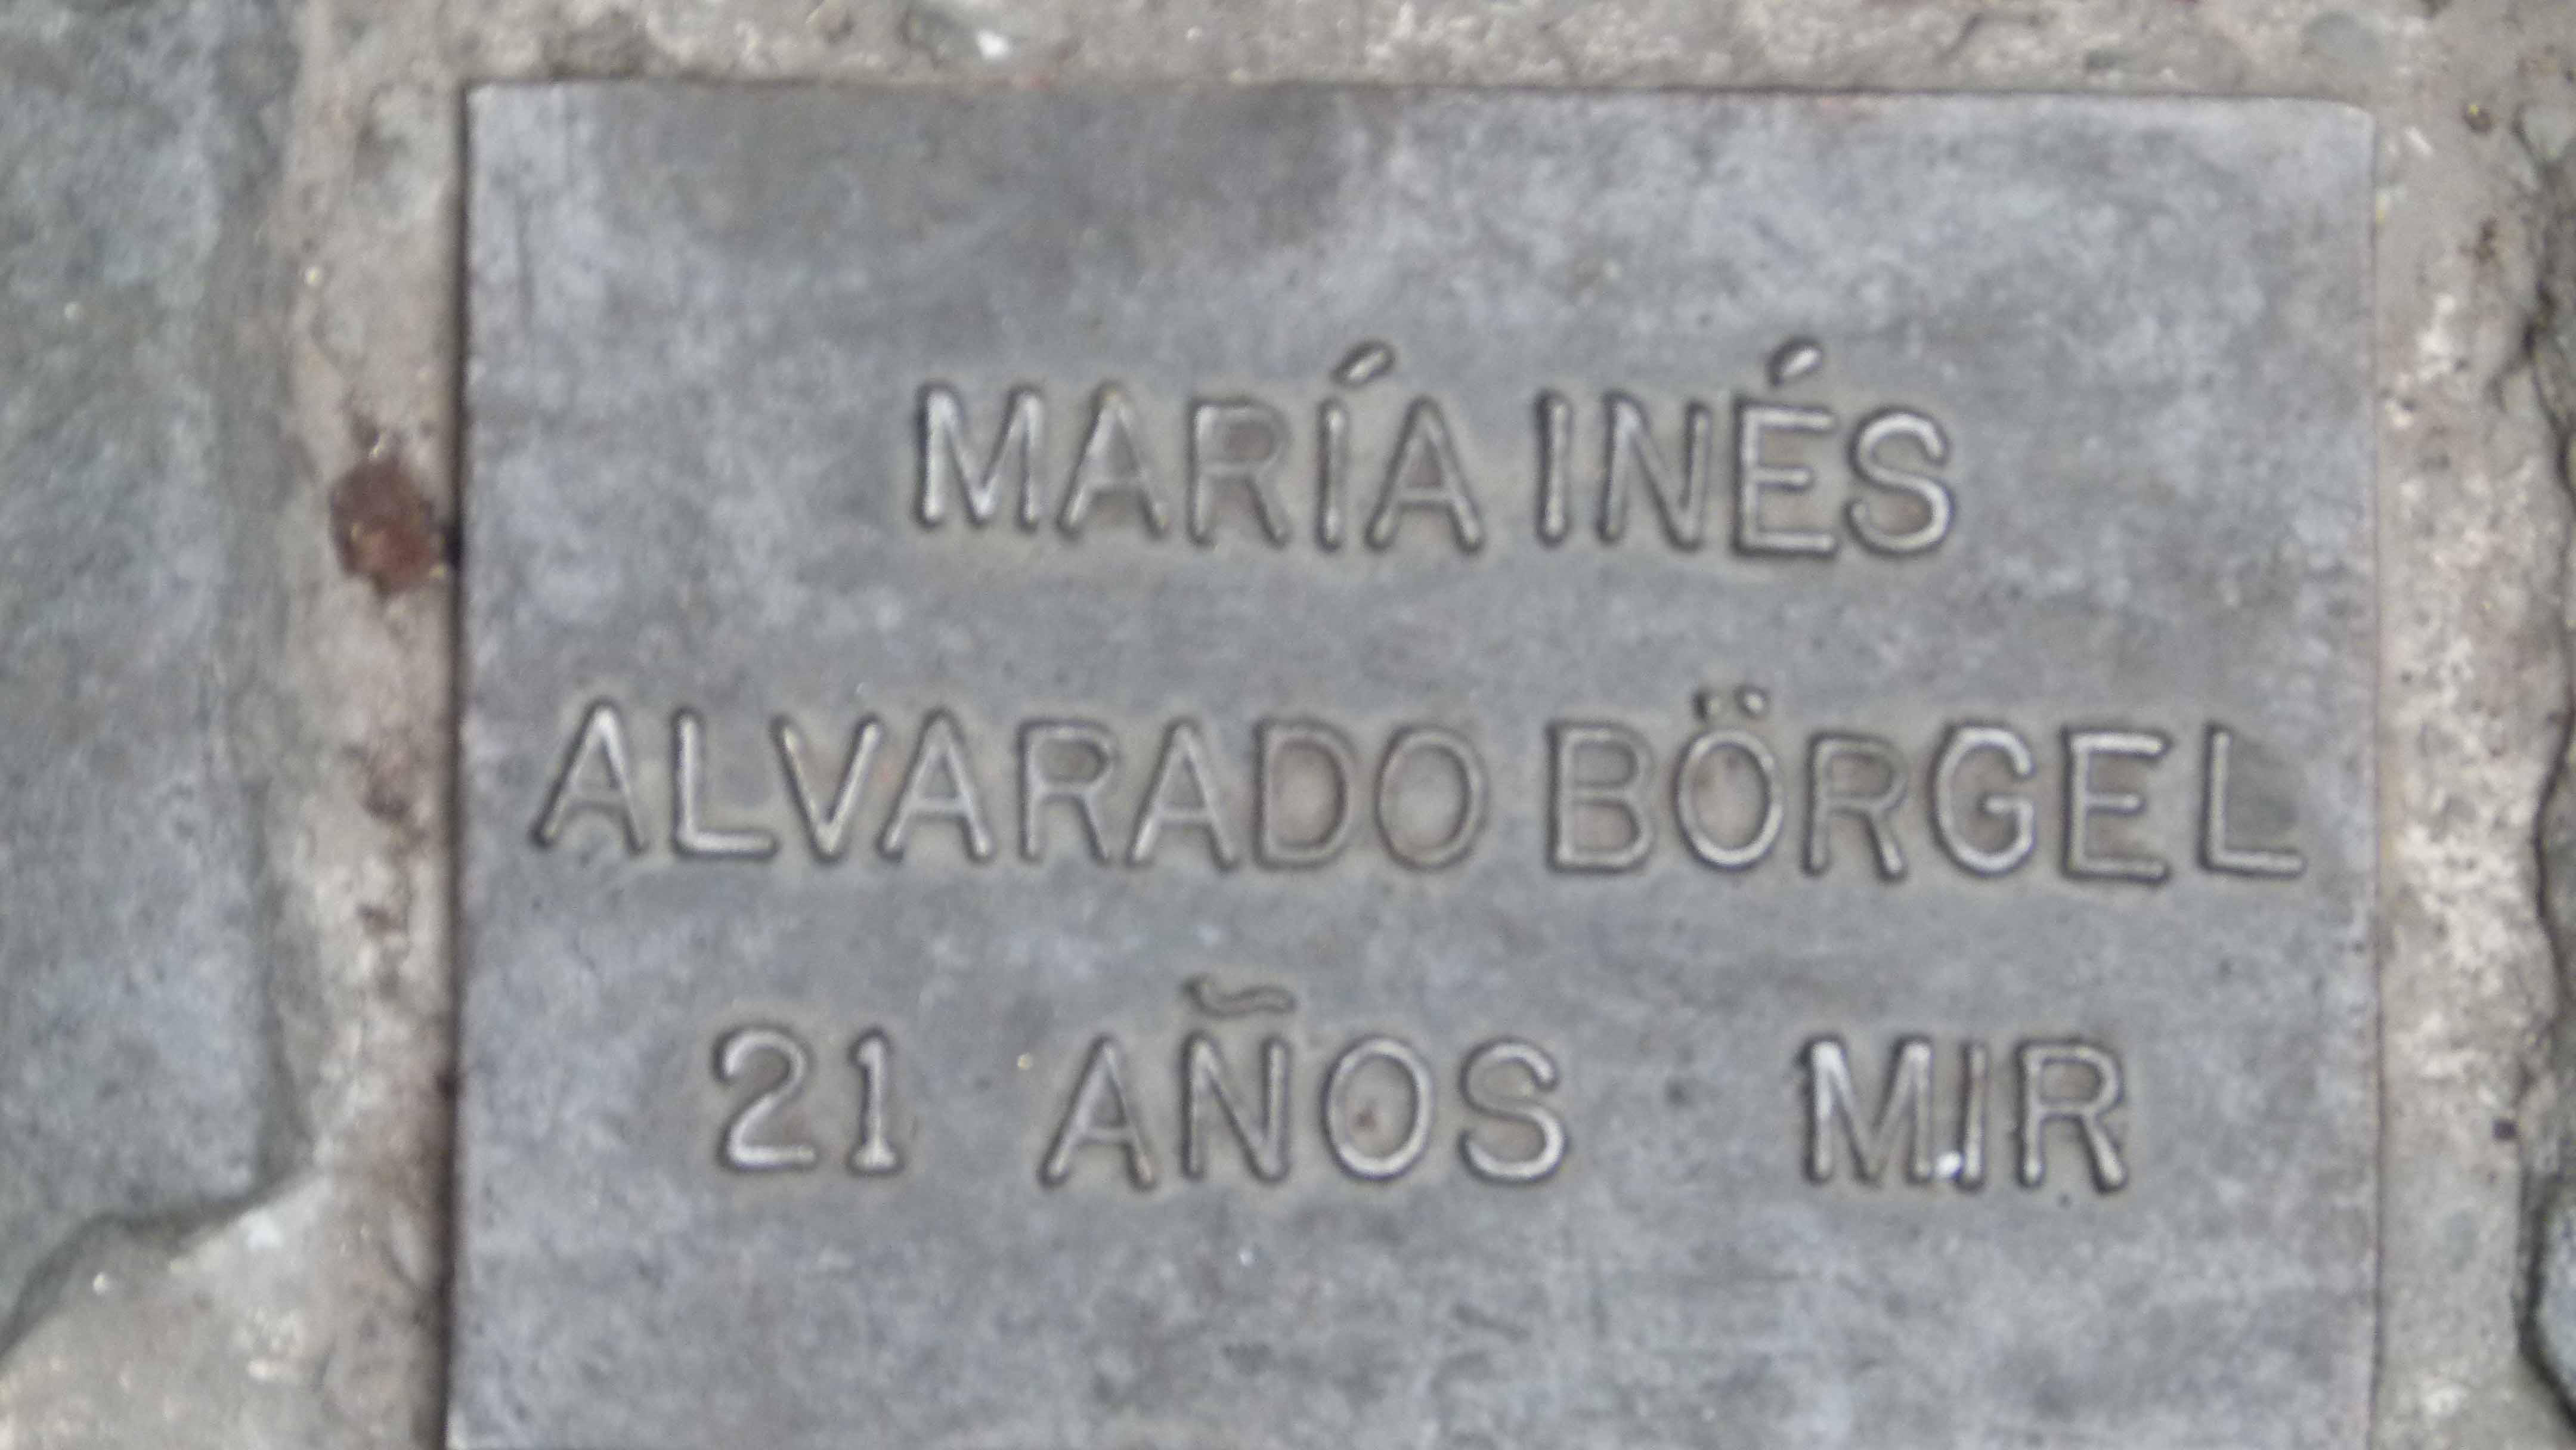 MARÍA INÉS
ALVARADO BÖRGEL
21 AÑOS MIR